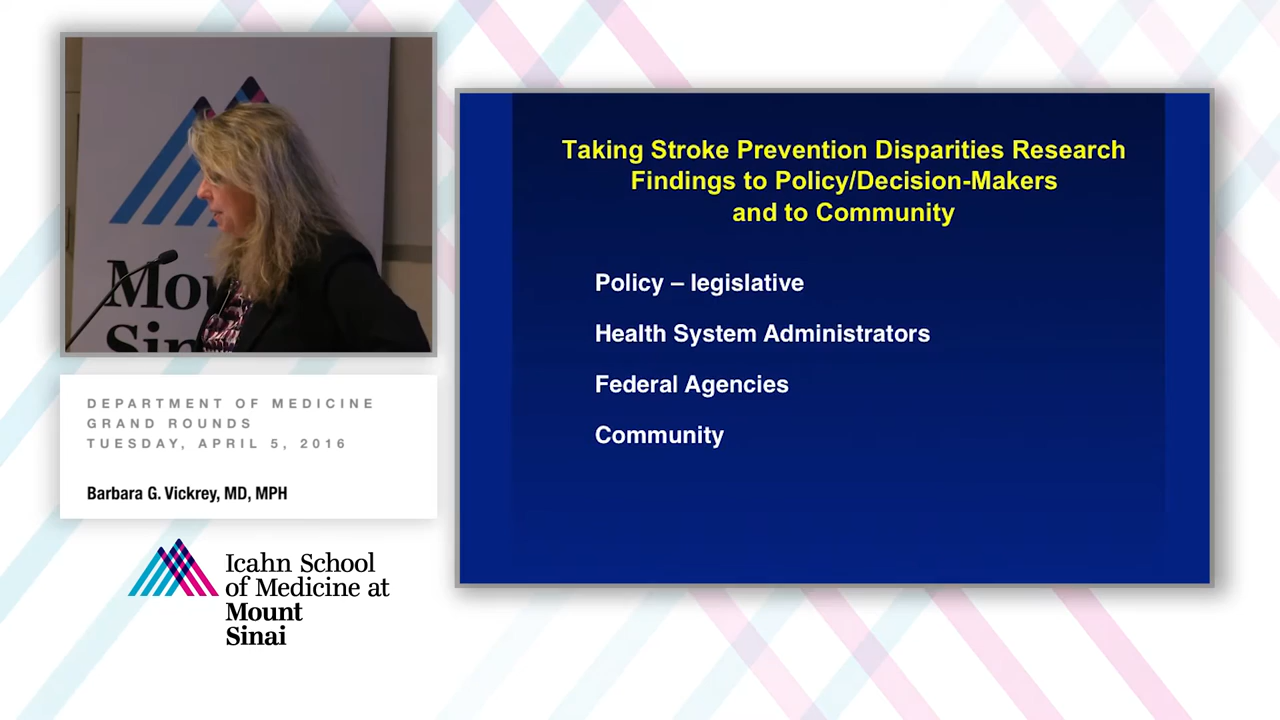 Mou
Sin
DEPARTMENT OF MEDICINE
GRAND ROUNDS
TUESDAY, APRIL 5, 2016
Barbara G. Vickrey, MD, MPH
Icahn School
of Medicine at
Mount
Sinai
Taking Stroke Prevention Disparities Research
Findings to Policy/Decision-Makers
and to Community
Policy – legislative
Health System Administrators
Federal Agencies
Community